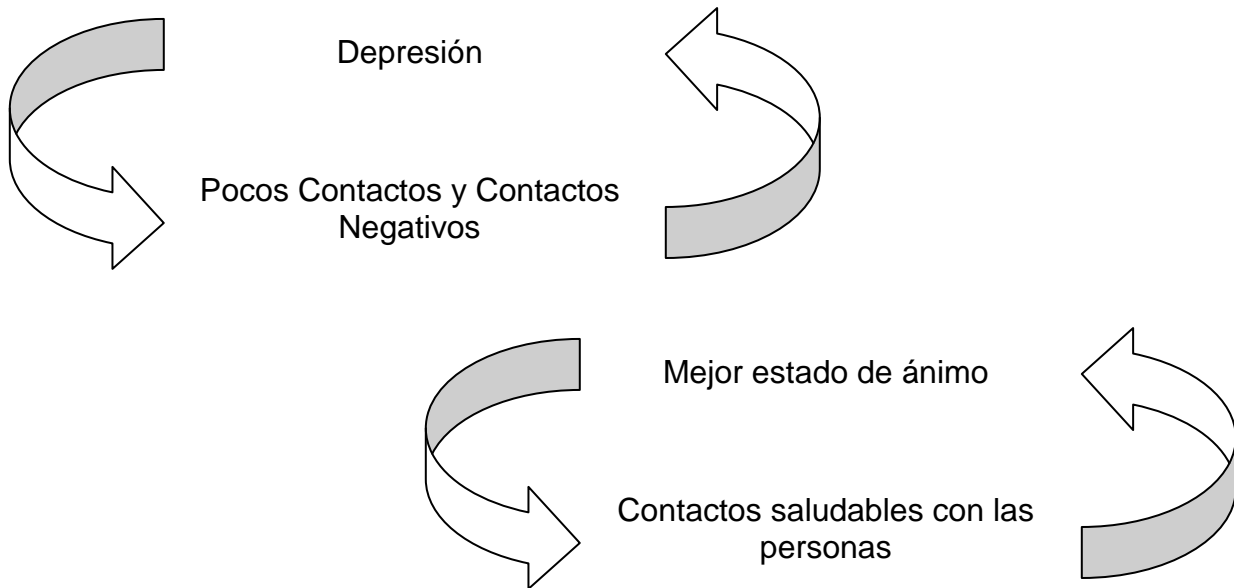 Depresión
Pocos Contactos y Contactos
Negativos
Mejor estado de ánimo
Contactos saludables con las
personas